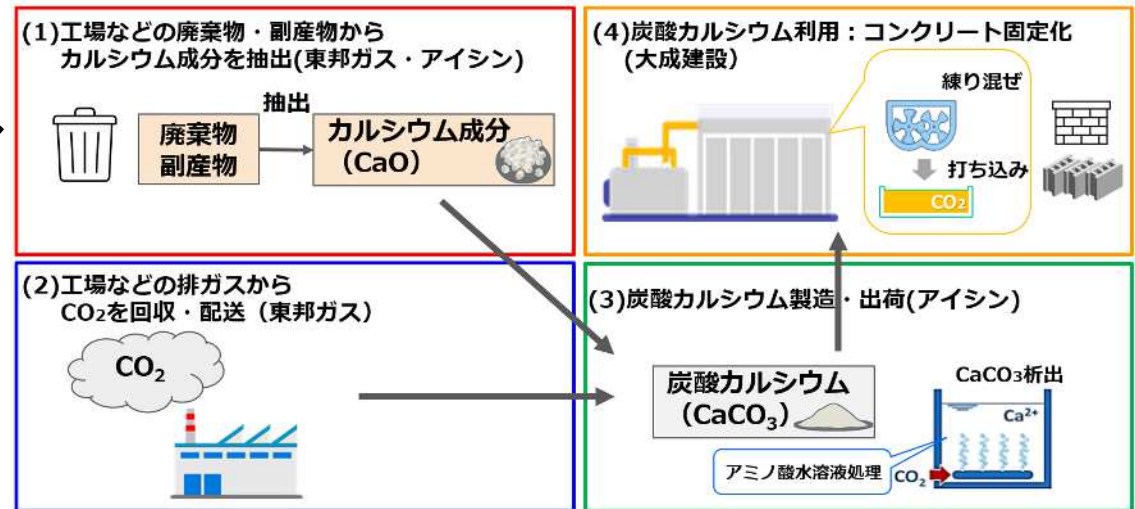 (1)工場などの廃棄物・副産物から
カルシウム成分を抽出(東邦ガス・アイシン)
抽出
廃棄物
副産物
カルシウム成分
(CaO)
(2)工場などの排ガスから
CO₂を回収・配送（東邦ガス）
CO₂
(3)炭酸カルシウム製造・出荷(アイシン)
炭酸カルシウム
(CaCO₃)
CaCO₃析出
Ca²⁺
アミノ酸水溶液処理
CO₂
(4)炭酸カルシウム利用：コンクリート固定化
(大成建設）
練り混ぜ
打ち込み
CO₂